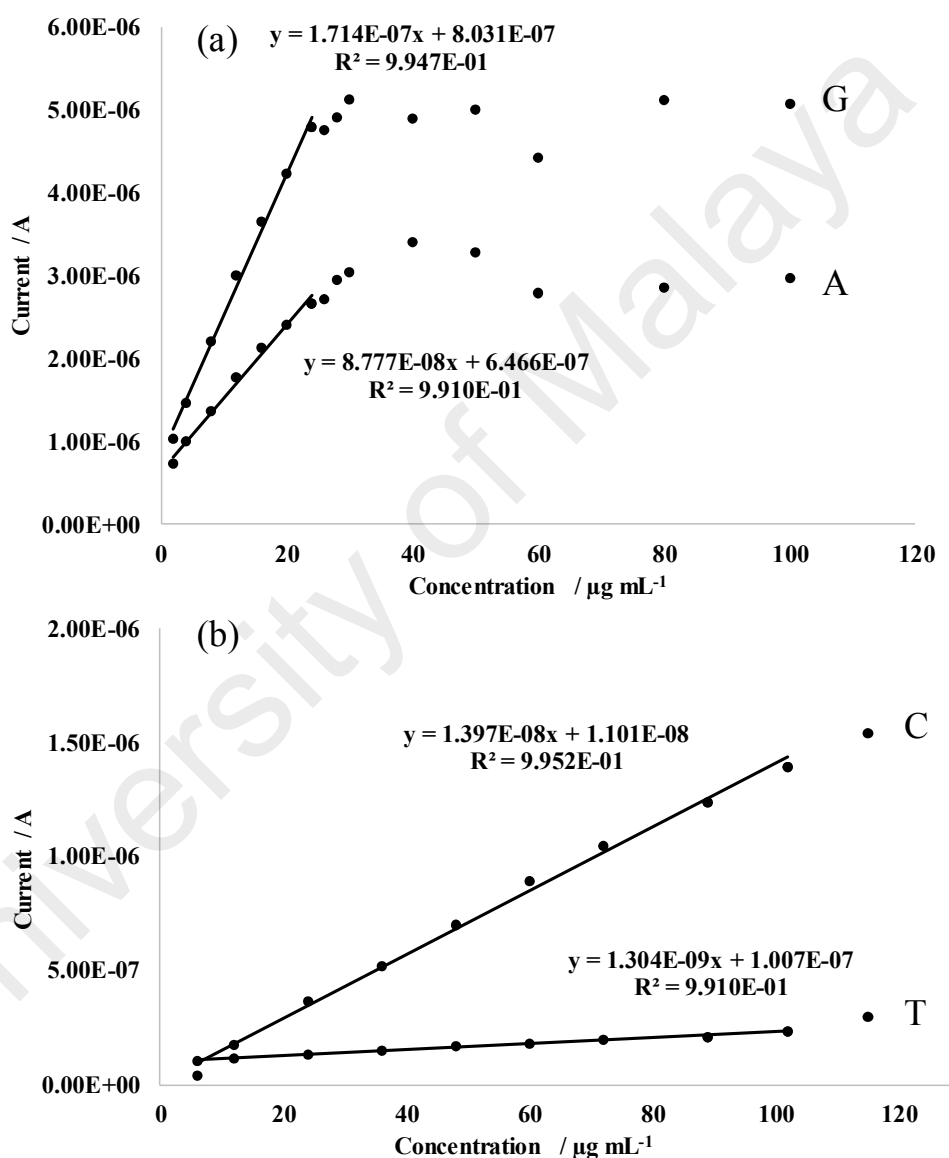 (a)
y = 1.714E-07x + 8.031E-07
R² = 9.947E-01
6.00E-06
5.00E-06
4.00E-06
3.00E-06
2.00E-06
1.00E-06
0.00E+00
Current / A
G
A
y = 8.777E-08x + 6.466E-07
R² = 9.910E-01
0 20 40 60 80 100 120
Concentration / µg mL⁻¹
(b)
2.00E-06
1.50E-06
1.00E-06
5.00E-07
0.00E+00
Current / A
y = 1.397E-08x + 1.101E-08
R² = 9.952E-01
C
y = 1.304E-09x + 1.007E-07
R² = 9.910E-01
T
0 20 40 60 80 100 120
Concentration / µg mL⁻¹
University of Malaya